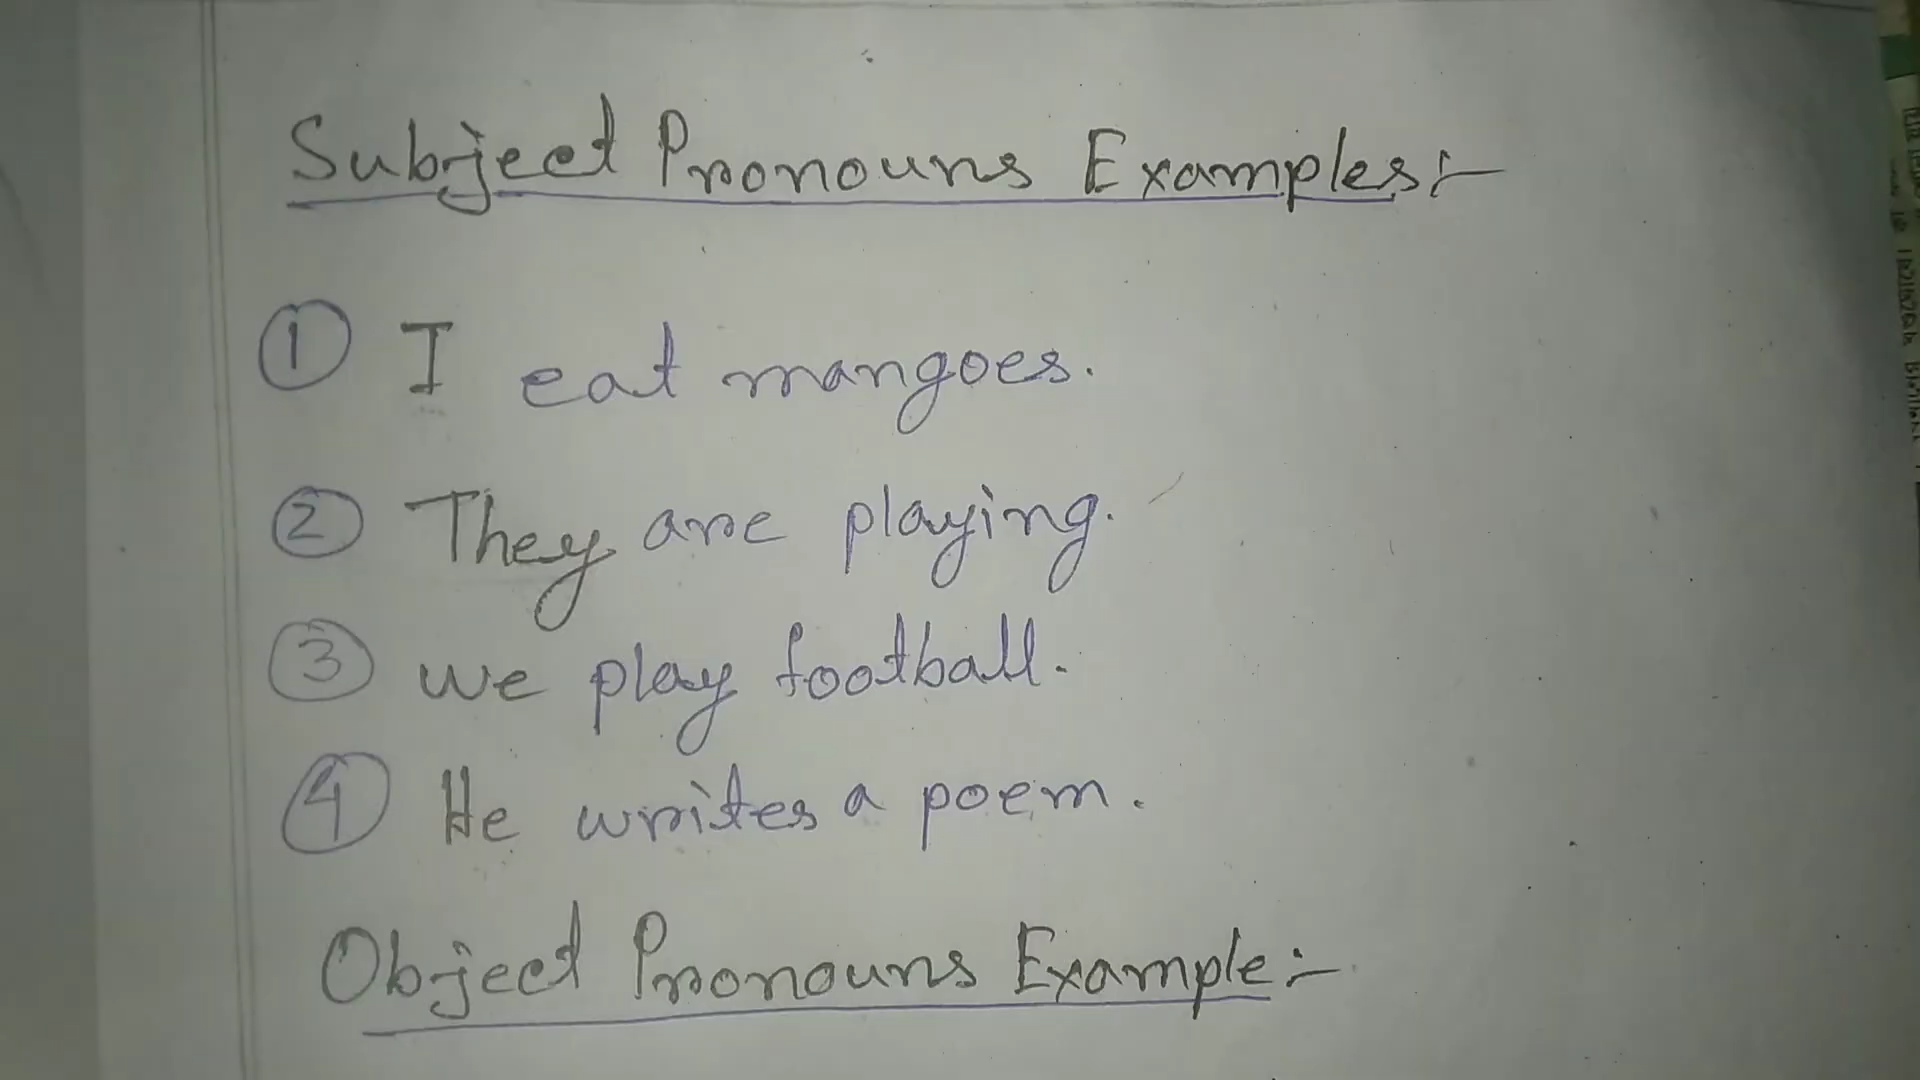 Subject Pronouns Examples:-
① I eat mangoes.
② They are playing.
③ we play football.
④ He writes a poem.
Object Pronouns Example:-